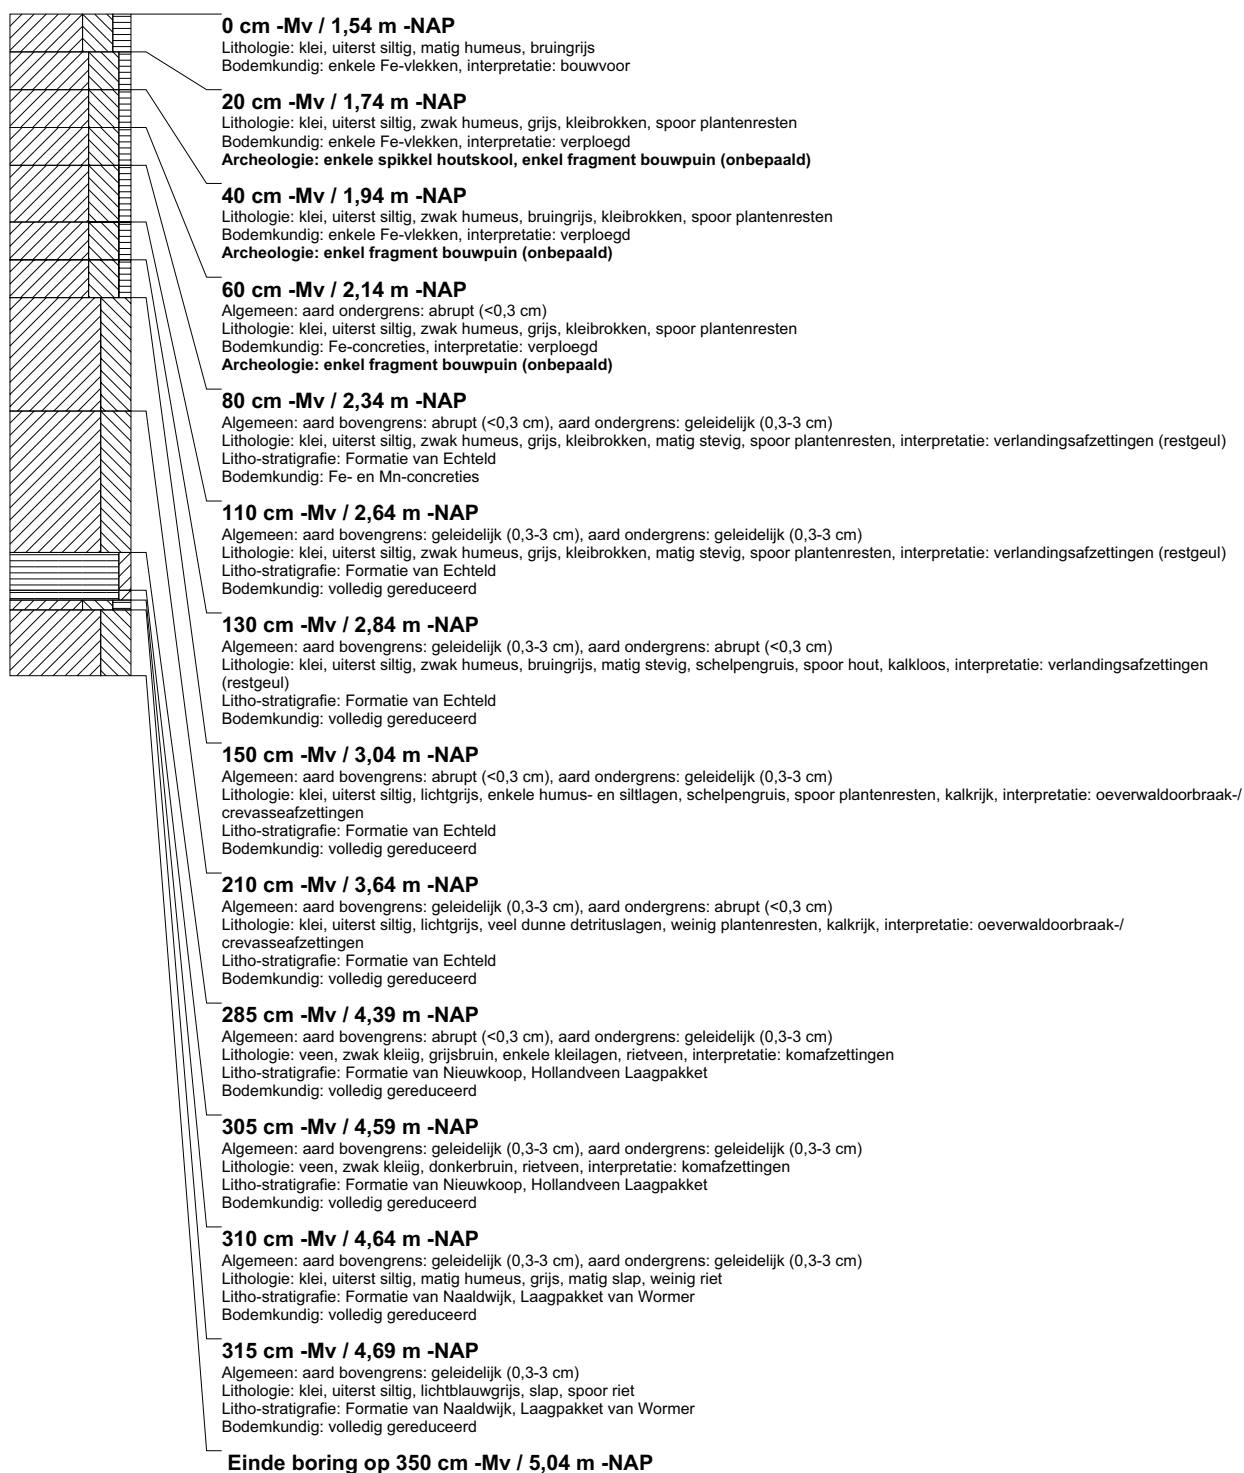 0 cm -Mv / 1,54 m -NAP
Lithologie: klei, uiterst siltig, matig humeus, bruingrijs
Bodemkundig: enkele Fe-vlekken, interpretatie: bouwvoor
20 cm -Mv / 1,74 m -NAP
Lithologie: klei, uiterst siltig, zwak humeus, grijs, kleibrokken, spoor plantenresten
Bodemkundig: enkele Fe-vlekken, interpretatie: verploegd
Archeologie: enkele spikkel houtskool, enkel fragment bouwpuin (onbepaald)
40 cm -Mv / 1,94 m -NAP
Lithologie: klei, uiterst siltig, zwak humeus, bruingrijs, kleibrokken, spoor plantenresten
Bodemkundig: enkele Fe-vlekken, interpretatie: verploegd
Archeologie: enkel fragment bouwpuin (onbepaald)
60 cm -Mv / 2,14 m -NAP
Algemeen: aard ondergrens: abrupt (<0,3 cm)
Lithologie: klei, uiterst siltig, zwak humeus, grijs, kleibrokken, spoor plantenresten
Bodemkundig: Fe-concreties, interpretatie: verploegd
Archeologie: enkel fragment bouwpuin (onbepaald)
80 cm -Mv / 2,34 m -NAP
Algemeen: aard bovengrens: abrupt (<0,3 cm), aard ondergrens: geleidelijk (0,3-3 cm)
Lithologie: klei, uiterst siltig, zwak humeus, grijs, kleibrokken, matig stevig, spoor plantenresten, interpretatie: verlandingsafzettingen (restgeul)
Litho-stratigrafie: Formatie van Echteld
Bodemkundig: Fe- en Mn-concreties
110 cm -Mv / 2,64 m -NAP
Algemeen: aard bovengrens: geleidelijk (0,3-3 cm), aard ondergrens: geleidelijk (0,3-3 cm)
Lithologie: klei, uiterst siltig, zwak humeus, grijs, kleibrokken, matig stevig, spoor plantenresten, interpretatie: verlandingsafzettingen (restgeul)
Litho-stratigrafie: Formatie van Echteld
Bodemkundig: volledig gereduceerd
130 cm -Mv / 2,84 m -NAP
Algemeen: aard bovengrens: geleidelijk (0,3-3 cm), aard ondergrens: abrupt (<0,3 cm)
Lithologie: klei, uiterst siltig, zwak humeus, bruingrijs, matig stevig, schelpengruis, spoor hout, kalkloos, interpretatie: verlandingsafzettingen
(restgeul)
Litho-stratigrafie: Formatie van Echteld
Bodemkundig: volledig gereduceerd
150 cm -Mv / 3,04 m -NAP
Algemeen: aard bovengrens: abrupt (<0,3 cm), aard ondergrens: geleidelijk (0,3-3 cm)
Lithologie: klei, uiterst siltig, lichtgrijs, enkele humus- en siltlagen, schelpengruis, spoor plantenresten, kalkrijk, interpretatie: oeverwaldoorbraak-/
crevasseafzettingen
Litho-stratigrafie: Formatie van Echteld
Bodemkundig: volledig gereduceerd
210 cm -Mv / 3,64 m -NAP
Algemeen: aard bovengrens: geleidelijk (0,3-3 cm), aard ondergrens: abrupt (<0,3 cm)
Lithologie: klei, uiterst siltig, lichtgrijs, veel dunne detrituslagen, weinig plantenresten, kalkrijk, interpretatie: oeverwaldoorbraak-/
crevasseafzettingen
Litho-stratigrafie: Formatie van Echteld
Bodemkundig: volledig gereduceerd
285 cm -Mv / 4,39 m -NAP
Algemeen: aard bovengrens: abrupt (<0,3 cm), aard ondergrens: geleidelijk (0,3-3 cm)
Lithologie: veen, zwak kleiig, grijsbruin, enkele kleilagen, rietveen, interpretatie: komafzettingen
Litho-stratigrafie: Formatie van Nieuwkoop, Hollandveen Laagpakket
Bodemkundig: volledig gereduceerd
305 cm -Mv / 4,59 m -NAP
Algemeen: aard bovengrens: geleidelijk (0,3-3 cm), aard ondergrens: geleidelijk (0,3-3 cm)
Lithologie: veen, zwak kleiig, donkerbruin, rietveen, interpretatie: komafzettingen
Litho-stratigrafie: Formatie van Nieuwkoop, Hollandveen Laagpakket
Bodemkundig: volledig gereduceerd
310 cm -Mv / 4,64 m -NAP
Algemeen: aard bovengrens: geleidelijk (0,3-3 cm), aard ondergrens: geleidelijk (0,3-3 cm)
Lithologie: klei, uiterst siltig, matig humeus, grijs, matig slap, weinig riet
Litho-stratigrafie: Formatie van Naaldwijk, Laagpakket van Wormer
Bodemkundig: volledig gereduceerd
315 cm -Mv / 4,69 m -NAP
Algemeen: aard bovengrens: geleidelijk (0,3-3 cm)
Lithologie: klei, uiterst siltig, lichtblauwgrijs, slap, spoor riet
Litho-stratigrafie: Formatie van Naaldwijk, Laagpakket van Wormer
Bodemkundig: volledig gereduceerd
Einde boring op 350 cm -Mv / 5,04 m -NAP